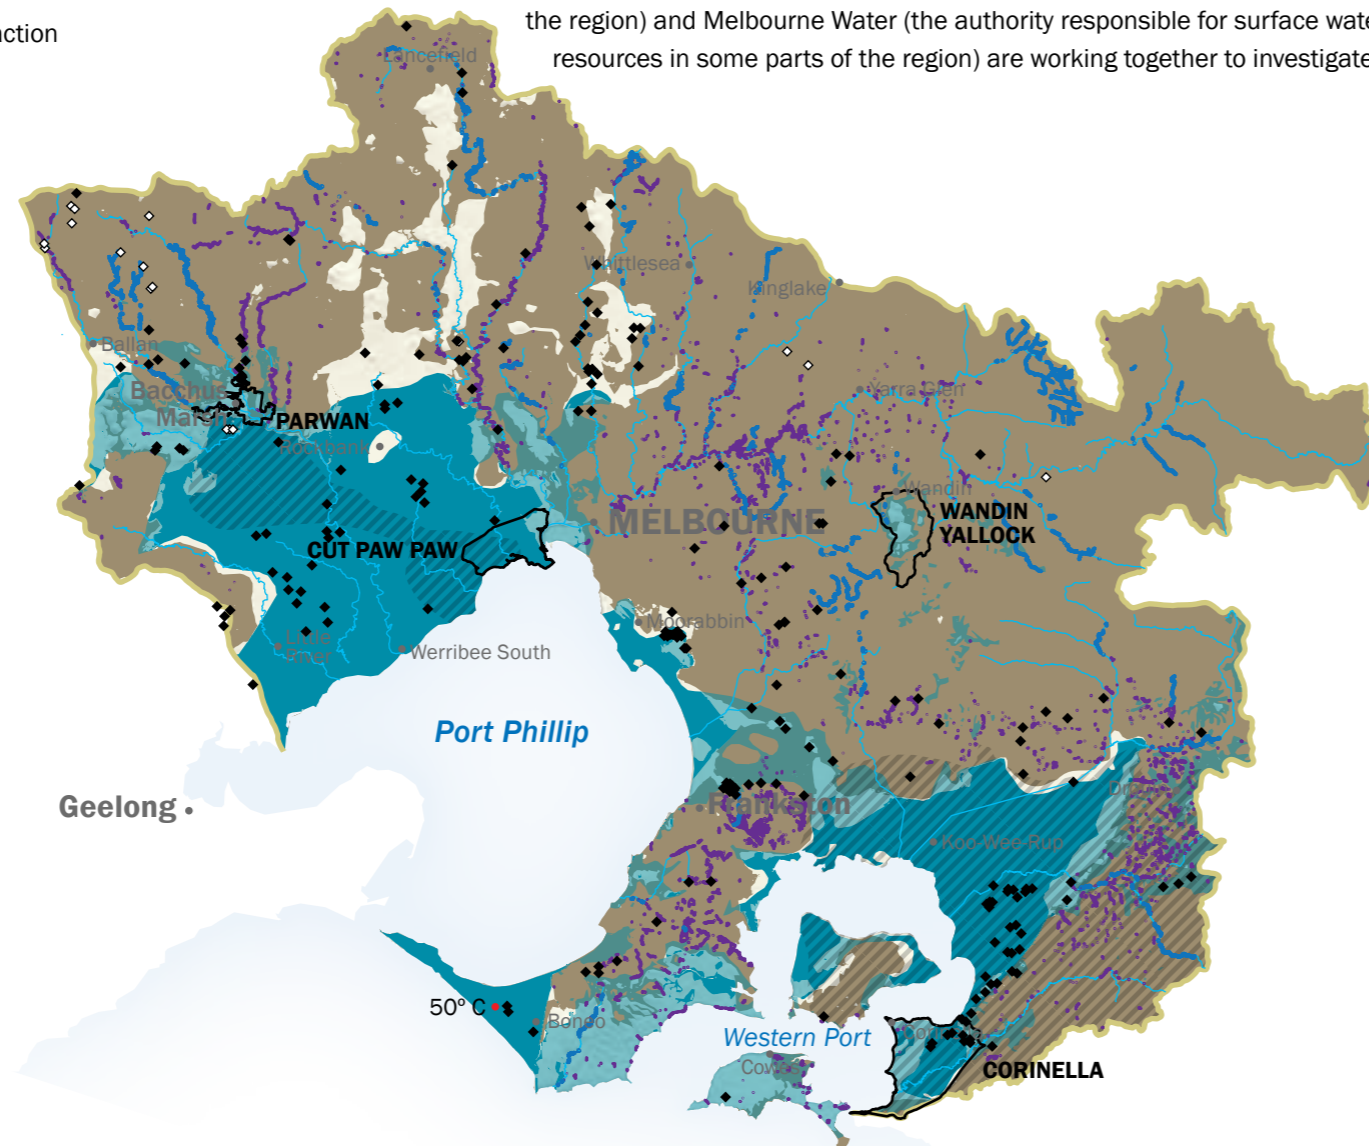 action
the region) and Melbourne Water (the authority responsible for surface wate
resources in some parts of the region) are working together to investigate
Lancefield
Whittlesea
Kinglake
Ballan
Bacchus
Marsh
PARWAN
Rockbank
Yarra Glen
Wandin
WANDIN
YALLOCK
MELBOURNE
CUT PAW PAW
Moorabbin
Little
River
Werribee South
Port Phillip
Geelong
Frankston
Koo Wee Rup
50° C
Boneo
Western Port
Cowes
CORINELLA